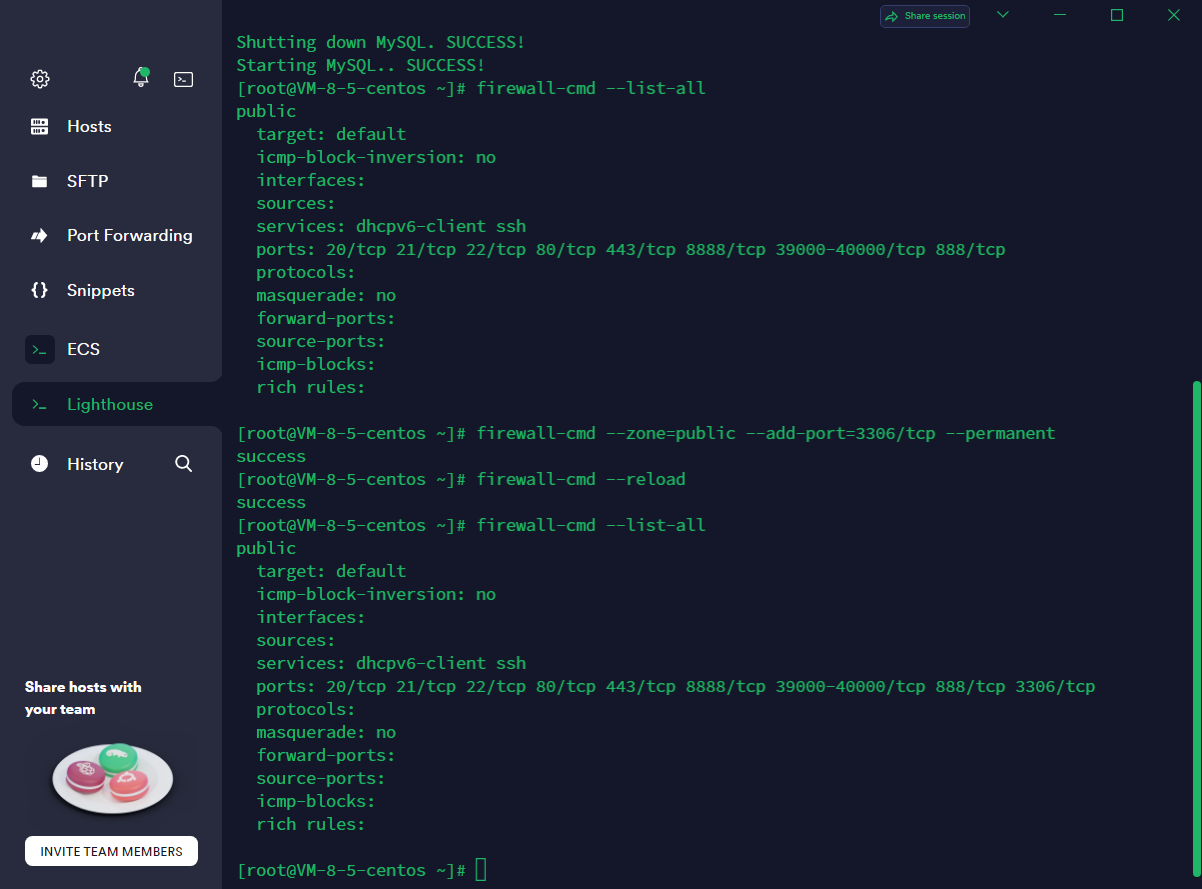 Share session
Hosts
SFTP
Port Forwarding
Snippets
ECS
Lighthouse
History
Share hosts with
your team
INVITE TEAM MEMBERS
Shutting down MySQL. SUCCESS!
Starting MySQL.. SUCCESS!
[root@VM-8-5-centos ~]# firewall-cmd --list-all
public
  target: default
  icmp-block-inversion: no
  interfaces:
  sources:
  services: dhcpv6-client ssh
  ports: 20/tcp 21/tcp 22/tcp 80/tcp 443/tcp 8888/tcp 39000-40000/tcp 888/tcp
  protocols:
  masquerade: no
  forward-ports:
  source-ports:
  icmp-blocks:
  rich rules:
[root@VM-8-5-centos ~]# firewall-cmd --zone=public --add-port=3306/tcp --permanent
success
[root@VM-8-5-centos ~]# firewall-cmd --reload
success
[root@VM-8-5-centos ~]# firewall-cmd --list-all
public
  target: default
  icmp-block-inversion: no
  interfaces:
  sources:
  services: dhcpv6-client ssh
  ports: 20/tcp 21/tcp 22/tcp 80/tcp 443/tcp 8888/tcp 39000-40000/tcp 888/tcp 3306/tcp
  protocols:
  masquerade: no
  forward-ports:
  source-ports:
  icmp-blocks:
  rich rules:
[root@VM-8-5-centos ~]#